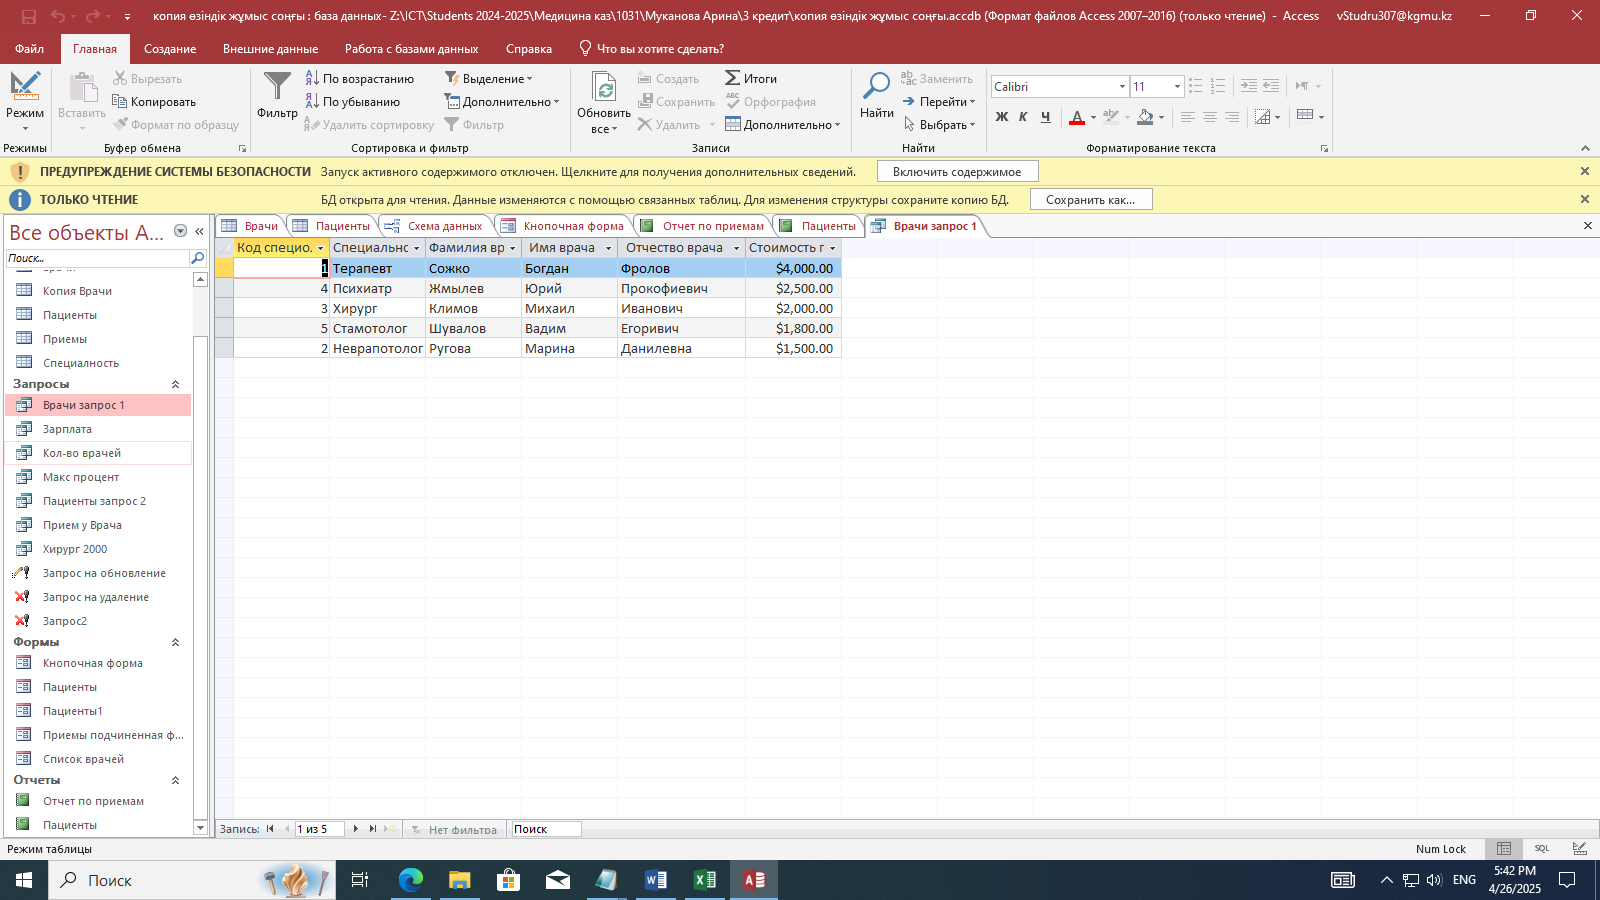 копия өзіндік жұмыс соңғы : база данных- Z:\ICT\Students 2024-2025\Медицина каз\1031\Муканова Арина\3 кредит\копия өзіндік жұмыс соңғы.accdb (Формат файлов Access 2007–2016) (только чтение) - Access vStudru307@kgmu.kz
Файл Главная Создание Внешние данные Работа с базами данных Справка Что вы хотите сделать?
Режим
Режимы
Вставить
Вырезать
Копировать
Формат по образцу
Буфер обмена
Фильтр
По возрастанию
По убыванию
Удалить сортировку
Выделение
Дополнительно
Фильтр
Сортировка и фильтр
Обновить все
Создать
Сохранить
Удалить
Итоги
Орфография
Дополнительно
Записи
Найти
Заменить
Перейти
Выбрать
Найти
Calibri 11
Ж К Ч
Форматирование текста
ПРЕДУПРЕЖДЕНИЕ СИСТЕМЫ БЕЗОПАСНОСТИ Запуск активного содержимого отключен. Щелкните для получения дополнительных сведений. Включить содержимое
ТОЛЬКО ЧТЕНИЕ БД открыта для чтения. Данные изменяются с помощью связанных таблиц. Для изменения структуры сохраните копию БД. Сохранить как...
Все объекты A...
Поиск...
Копия Врачи
Пациенты
Приемы
Специалность
Запросы
Врачи запрос 1
Зарплата
Кол-во врачей
Макс процент
Пациенты запрос 2
Прием у Врача
Хирург 2000
Запрос на обновление
Запрос на удаление
Запрос2
Формы
Кнопочная форма
Пациенты
Пациенты1
Приемы подчиненная ф...
Список врачей
Отчеты
Отчет по приемам
Пациенты
Врачи Пациенты Схема данных Кнопочная форма Отчет по приемам Пациенты Врачи запрос 1
Код специо. Специальнс Фамилия вр Имя врача Отчество врача Стоимость г
1 Терапевт Сожко Богдан Фролов $4,000.00
4 Психиатр Жмылев Юрий Прокофиевич $2,500.00
3 Хирург Климов Михаил Иванович $2,000.00
5 Стамотолог Шувалов Вадим Егоривич $1,800.00
2 Неврапотолог Ругова Марина Данилевна $1,500.00
Запись: 1 из 5 Нет фильтра Поиск
Режим таблицы Num Lock SQL
Поиск ENG 5:42 PM
4/26/2025